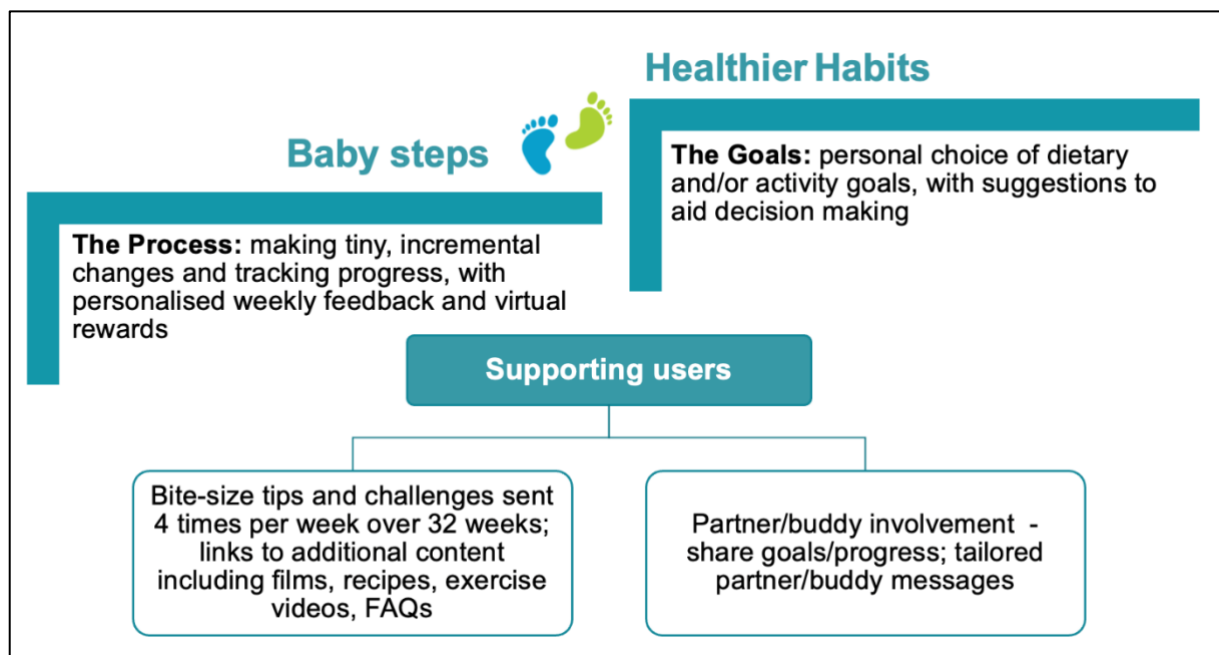 Healthier Habits
Baby steps
The Goals: personal choice of dietary
and/or activity goals, with suggestions to
aid decision making
The Process: making tiny, incremental
changes and tracking progress, with
personalised weekly feedback and virtual
rewards
Supporting users
Bite-size tips and challenges sent
4 times per week over 32 weeks;
links to additional content
including films, recipes, exercise
videos, FAQs
Partner/buddy involvement -
share goals/progress; tailored
partner/buddy messages